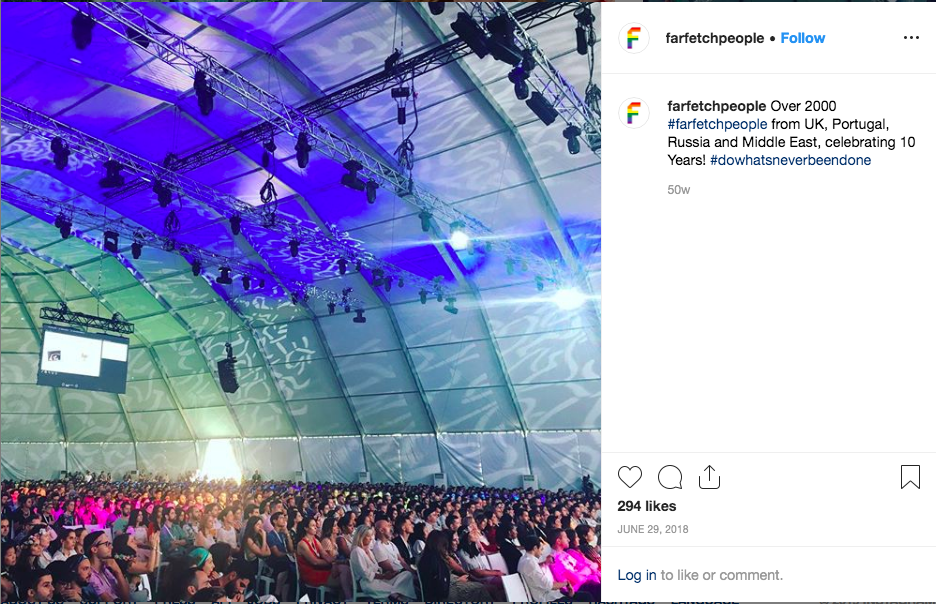 farfetchpeople • Follow
farfetchpeople Over 2000
#farfetchpeople from UK, Portugal,
Russia and Middle East, celebrating 10
Years! #dowhatsneverbeendone
50w
294 likes
JUNE 29, 2018
Log in to like or comment.